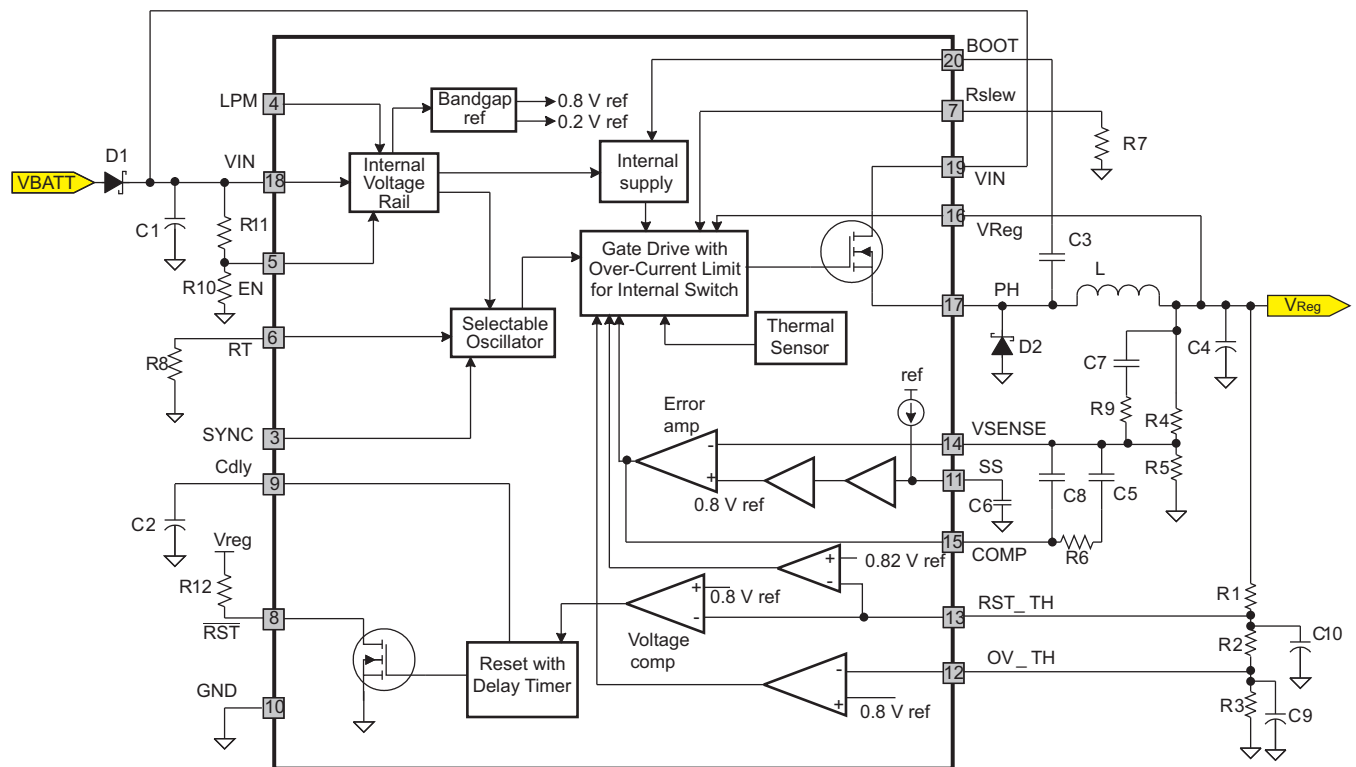 BOOT
20
LPM
4
Bandgap
ref
0.8 V ref
0.2 V ref
Rslew
7
R7
D1
VBATT
VIN
18
Internal
Voltage
Rail
Internal
supply
19
VIN
C1
R11
16
VReg
C3
5
R10
EN
Gate Drive with
Over-Current Limit
for Internal Switch
17
PH
L
VReg
6
RT
R8
Selectable
Oscillator
Thermal
Sensor
D2
C7
C4
ref
R9
R4
Error
amp
SYNC
3
-
14
VSENSE
Cdly
9
+
0.8 V ref
11
SS
C6
C8
C5
R5
C2
Vreg
15
COMP
R6
R12
+
0.82 V ref
-
R1
+
0.8 V ref
RST
8
-
13
RST_TH
Voltage
comp
C10
R2
Reset with
Delay Timer
-
12
OV_TH
GND
10
+
0.8 V ref
R3
C9